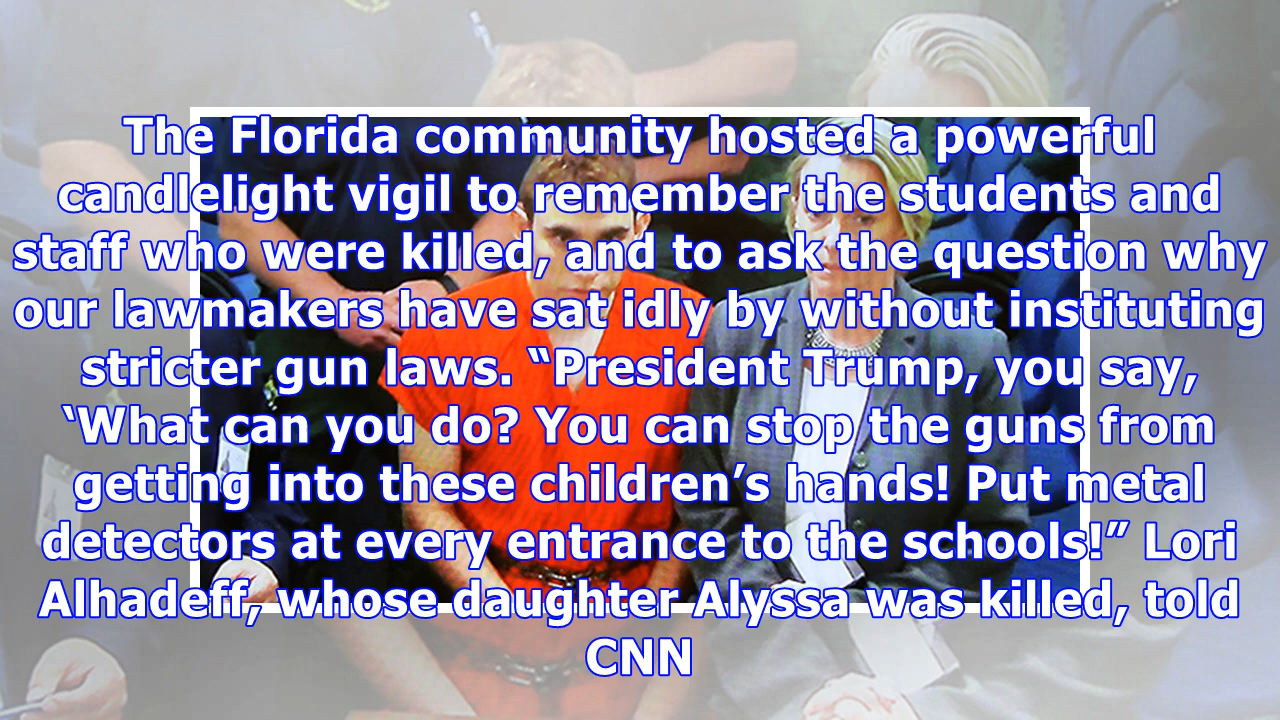 The Florida community hosted a powerful
candlelight vigil to remember the students and
staff who were killed, and to ask the question why
our lawmakers have sat idly by without instituting
stricter gun laws. “President Trump, you say,
‘What can you do? You can stop the guns from
getting into these children’s hands! Put metal
detectors at every entrance to the schools!” Lori
Alhadeff, whose daughter Alyssa was killed, told
CNN